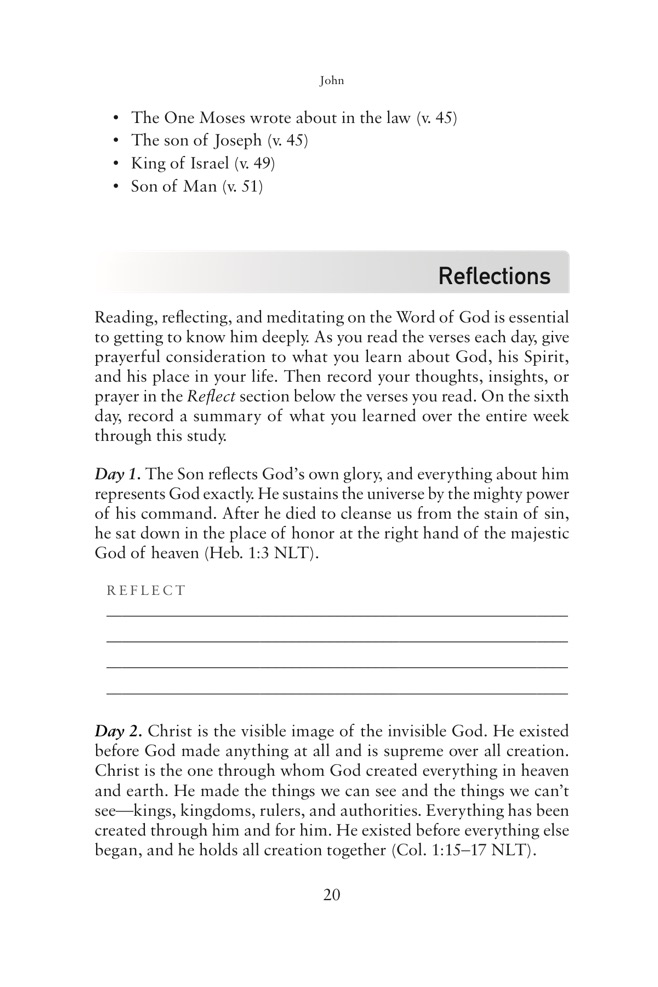 John
• The One Moses wrote about in the law (v. 45)
• The son of Joseph (v. 45)
• King of Israel (v. 49)
• Son of Man (v. 51)
Reflections
Reading, reflecting, and meditating on the Word of God is essential
to getting to know him deeply. As you read the verses each day, give
prayerful consideration to what you learn about God, his Spirit,
and his place in your life. Then record your thoughts, insights, or
prayer in the Reflect section below the verses you read. On the sixth
day, record a summary of what you learned over the entire week
through this study.
Day 1. The Son reflects God's own glory, and everything about him
represents God exactly. He sustains the universe by the mighty power
of his command. After he died to cleanse us from the stain of sin,
he sat down in the place of honor at the right hand of the majestic
God of heaven (Heb. 1:3 NLT).
REFLECT
Day 2. Christ is the visible image of the invisible God. He existed
before God made anything at all and is supreme over all creation.
Christ is the one through whom God created everything in heaven
and earth. He made the things we can see and the things we can't
see—kings, kingdoms, rulers, and authorities. Everything has been
created through him and for him. He existed before everything else
began, and he holds all creation together (Col. 1:15–17 NLT).
20